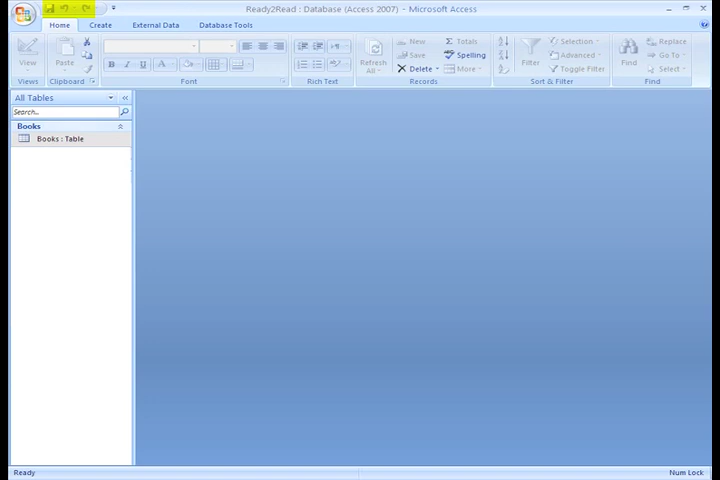 Ready2Read : Database (Access 2007) - Microsoft Access
Home Create External Data Database Tools
View
Views
Paste
Clipboard
B I U A
Font
Rich Text
Refresh
All
New Totals
Save Spelling
Delete More
Records
Filter
Selection
Advanced
Toggle Filter
Sort & Filter
Find
Replace
Go To
Select
Find
All Tables
Search...
Books
Books : Table
Ready
Num Lock